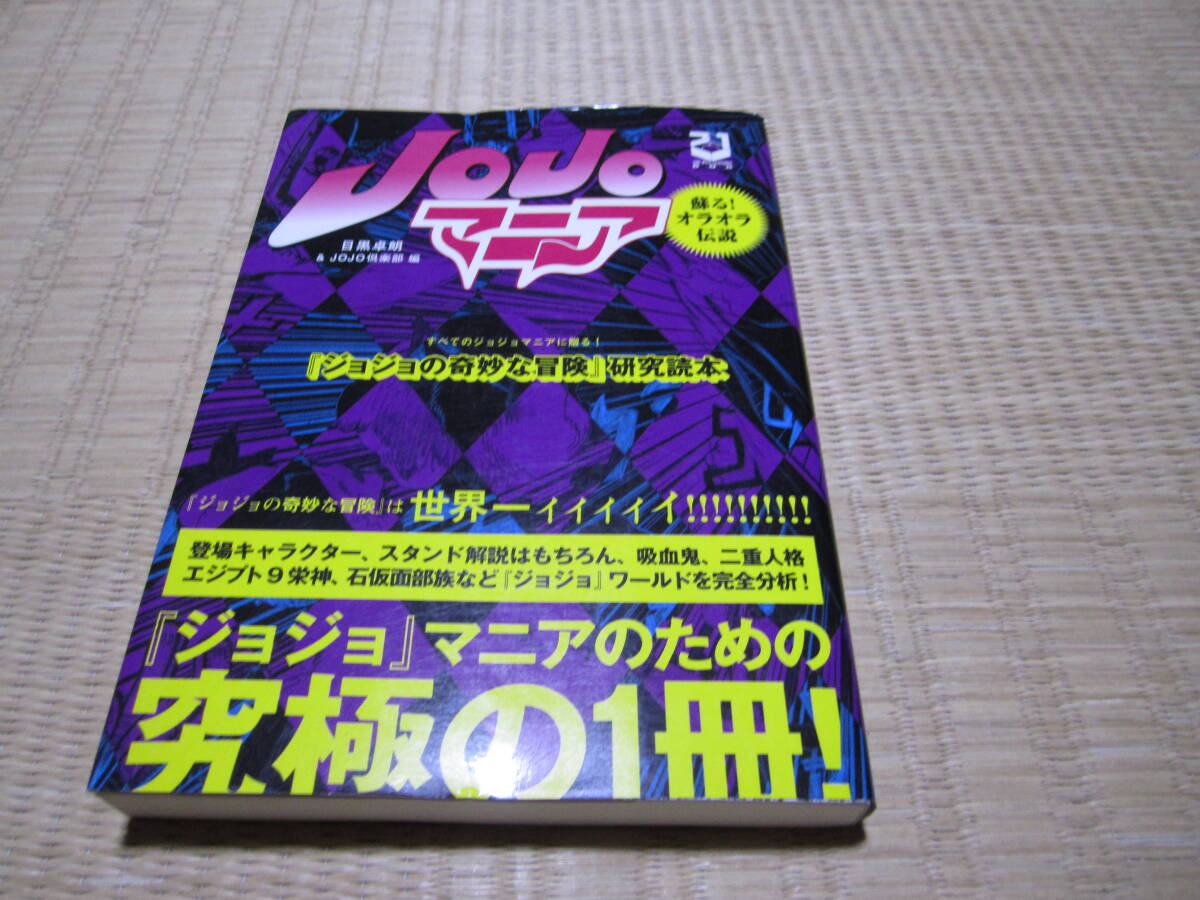 JoJo
マニア
蘇る!
オラオラ
伝説
目黒卓朗
& JOJO倶楽部 編
すべてのジョジョマニアに贈る!
『ジョジョの奇妙な冒険』研究読本
『ジョジョの奇妙な冒険』は 世界一ィィィィィ!!!!!!!!!!
登場キャラクター、スタンド解説はもちろん、吸血鬼、二重人格
エジプト9栄神、石仮面部族など『ジョジョ』ワールドを完全分析!
『ジョジョ』マニアのための
究極の1冊!